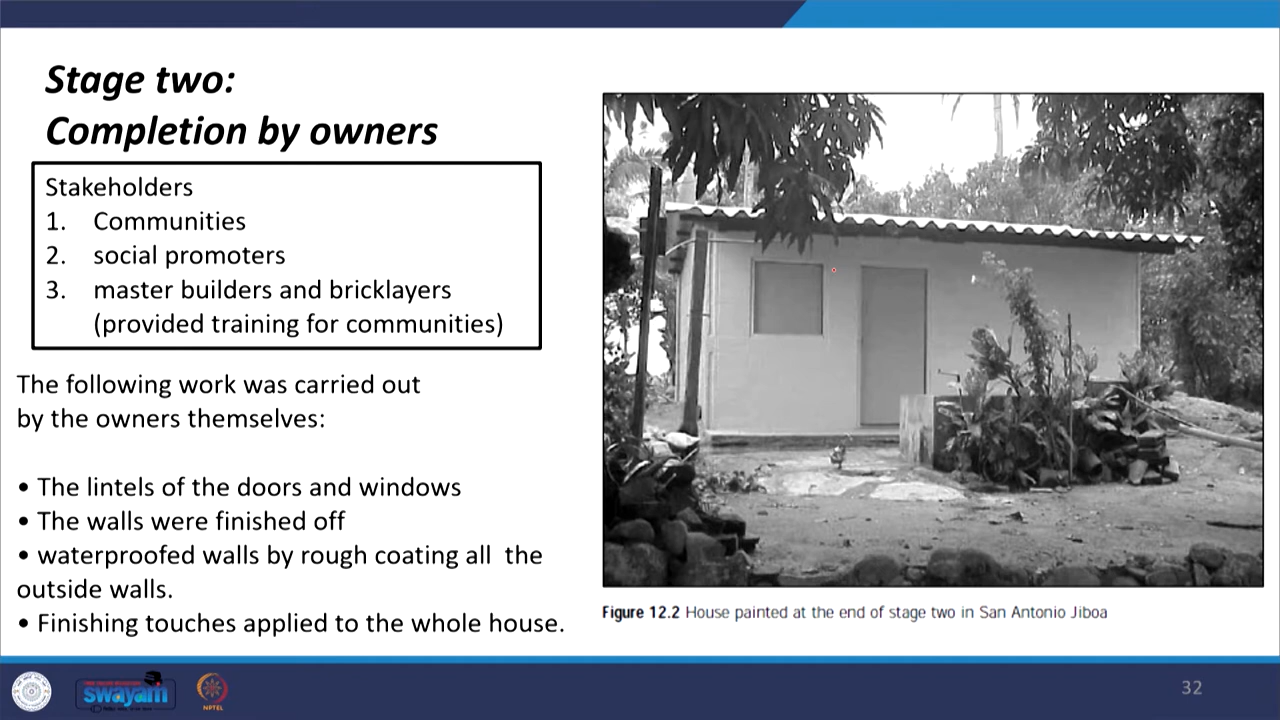 Stage two:
Completion by owners
Stakeholders
1. Communities
2. social promoters
3. master builders and bricklayers
(provided training for communities)
The following work was carried out
by the owners themselves:
• The lintels of the doors and windows
• The walls were finished off
• waterproofed walls by rough coating all the
outside walls.
• Finishing touches applied to the whole house.
Figure 12.2 House painted at the end of stage two in San Antonio Jiboa
swayam
NPTEL
32